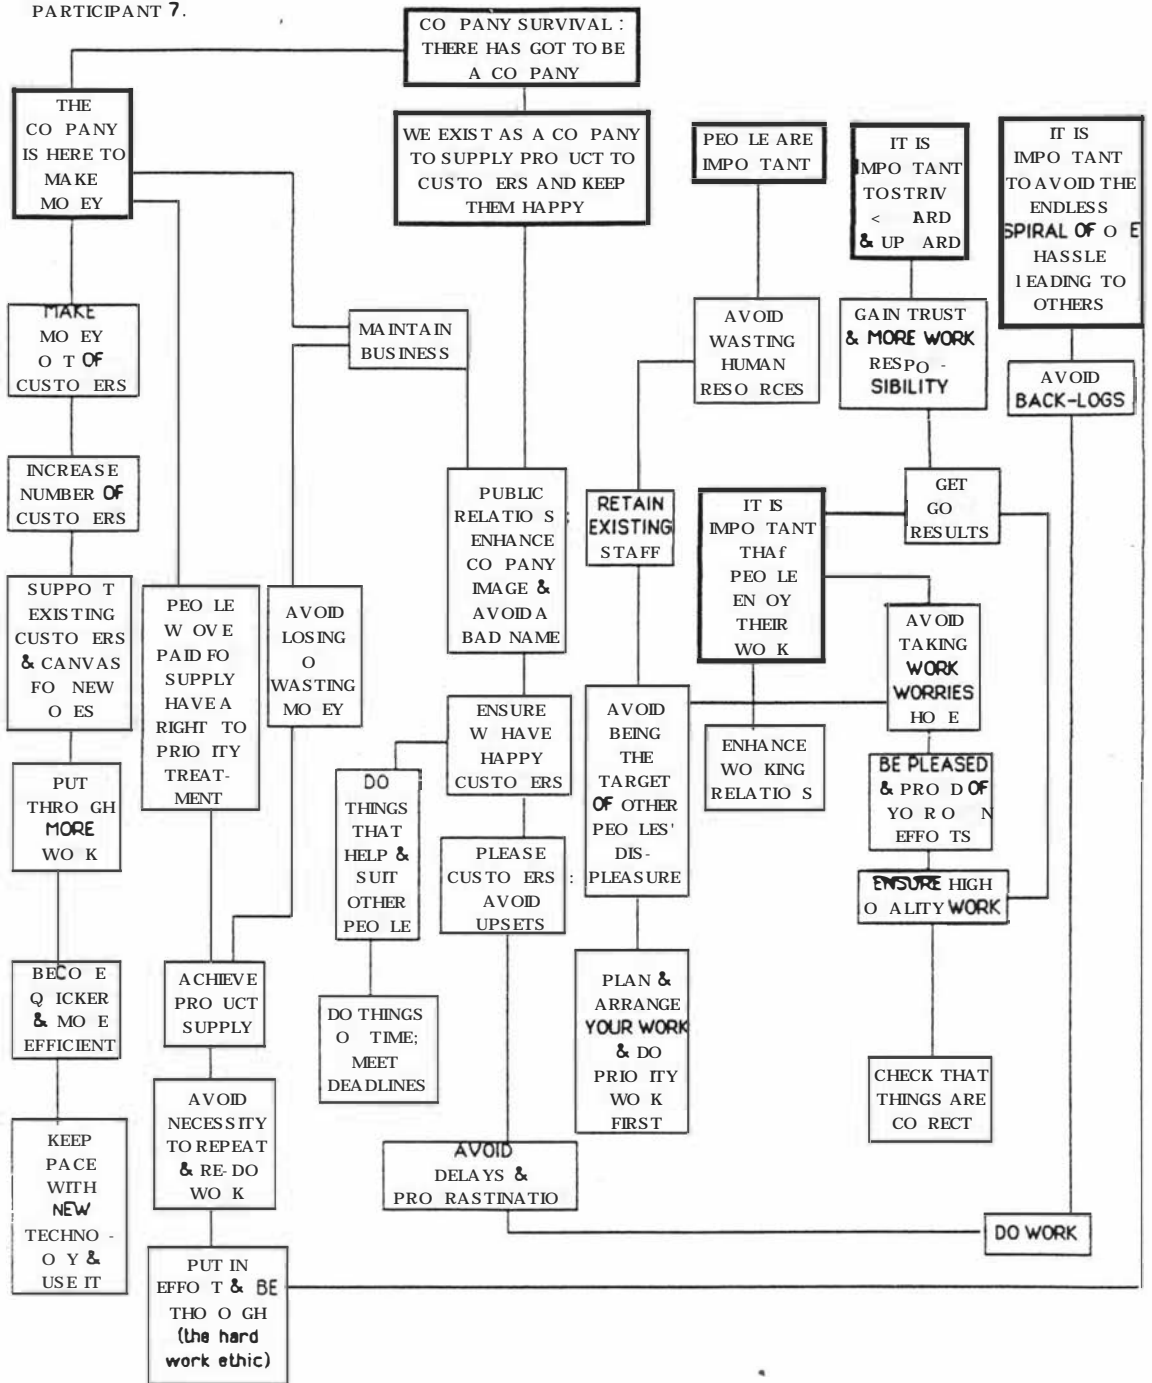 PARTICIPANT 7.
CO PANY SURVIVAL :
THERE HAS GOT TO BE
A CO PANY
THE
CO PANY
IS HERE TO
MAKE
MO EY
WE EXIST AS A CO PANY
TO SUPPLY PRO UCT TO
CUSTO ERS AND KEEP
THEM HAPPY
PEO LE ARE
IMPO TANT
IT IS
IMPO TANT
TO STRIV
< ARD
& UP ARD
IT IS
IMPO TANT
TO AVOID THE
ENDLESS
SPIRAL OF O E
HASSLE
l EADING TO
OTHERS
MAKE
MO EY
O T OF
CUSTO ERS
MAINTAIN
BUSINESS
AVOID
WASTING
HUMAN
RESO RCES
GAIN TRUST
& MORE WORK
RESPO -
SIBILITY
AVOID
BACK-LOGS
INCREASE
NUMBER OF
CUSTO ERS
PUBLIC
RELATIO S :
ENHANCE
CO PANY
IMAGE &
AVOID A
BAD NAME
RETAIN
EXISTING
STAFF
IT IS
IMPO TANT
THAf
PEO LE
EN OY
THEIR
WO K
GET
GO
RESULTS
SUPPO T
EXISTING
CUSTO ERS
& CANVAS
FO NEW
O ES
PEO LE
W OVE
PAID FO
SUPPLY
HAVE A
RIGHT TO
PRIO ITY
TREAT-
MENT
AVOID
LOSING
O
WASTING
MO EY
AVOID
TAKING
WORK
WORRIES
HO E
ENSURE
W HAVE
HAPPY
CUSTO ERS
AVOID
BEING
THE
TARGET
OF OTHER
PEO LES'
DIS-
PLEASURE
ENHANCE
WO KING
RELATIO S
BE PLEASED
& PRO D OF
YO R O N
EFFO TS
PUT
THRO GH
MORE
WO K
DO
THINGS
THAT
HELP &
SUIT
OTHER
PEO LE
PLEASE
CUSTO ERS :
AVOID
UPSETS
ENSURE HIGH
O ALITY WORK
BECO E
Q ICKER
& MO E
EFFICIENT
ACHIEVE
PRO UCT
SUPPLY
DO THINGS
O TIME;
MEET
DEADLINES
PLAN &
ARRANGE
YOUR WORK
& DO
PRIO ITY
WO K
FIRST
CHECK THAT
THINGS ARE
CO RECT
KEEP
PACE
WITH
NEW
TECHNO -
O Y &
USE IT
AVOID
NECESSITY
TO REPEAT
& RE-DO
WO K
AVOID
DELAYS &
PRO RASTINATIO
DO WORK
PUT IN
EFFO T & BE
THO O GH
(the hard
work ethic)